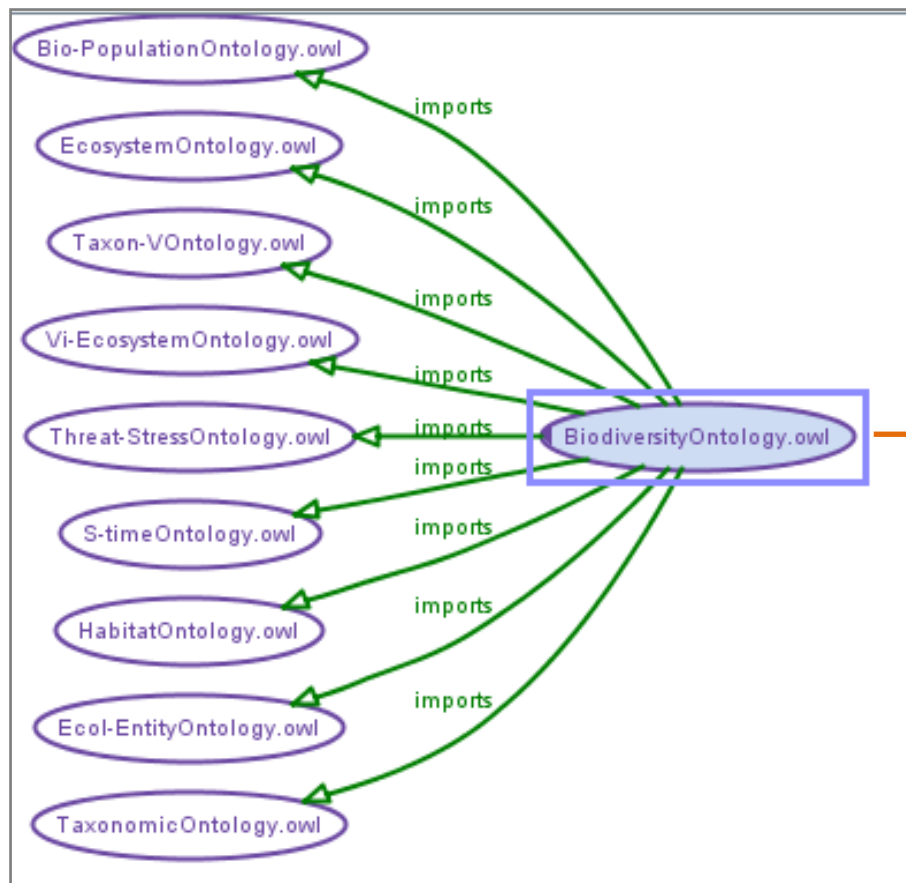 Bio-PopulationOntology.owl
imports
EcosystemOntology.owl
imports
Taxon-VOntology.owl
imports
Vi-EcosystemOntology.owl
imports
Threat-StressOntology.owl
imports
BiodiversityOntology.owl
imports
S-timeOntology.owl
imports
HabitatOntology.owl
imports
Ecol-EntityOntology.owl
imports
TaxonomicOntology.owl